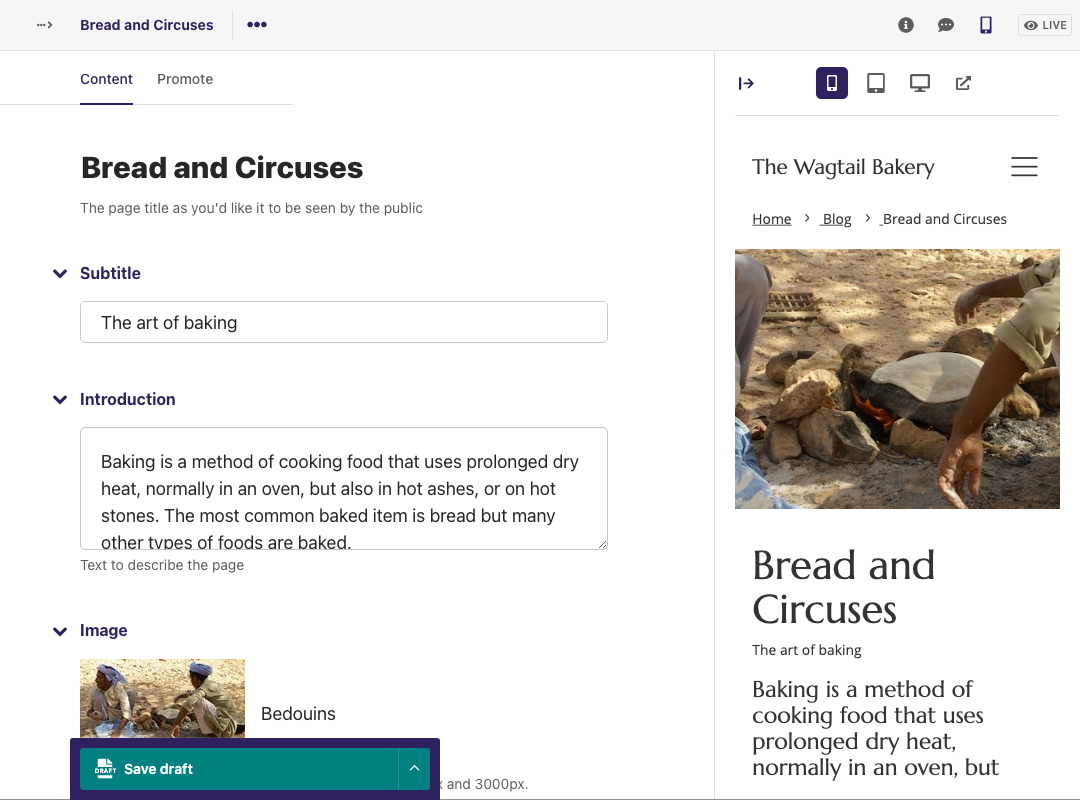 Bread and Circuses
LIVE
Content Promote
Bread and Circuses
The page title as you'd like it to be seen by the public
Subtitle
The art of baking
Introduction
Baking is a method of cooking food that uses prolonged dry
heat, normally in an oven, but also in hot ashes, or on hot
stones. The most common baked item is bread but many
other types of foods are baked.
Text to describe the page
Image
Bedouins
and 3000px.
DRAFT
Save draft
The Wagtail Bakery
Home > Blog > Bread and Circuses
Bread and
Circuses
The art of baking
Baking is a method of
cooking food that uses
prolonged dry heat,
normally in an oven, but